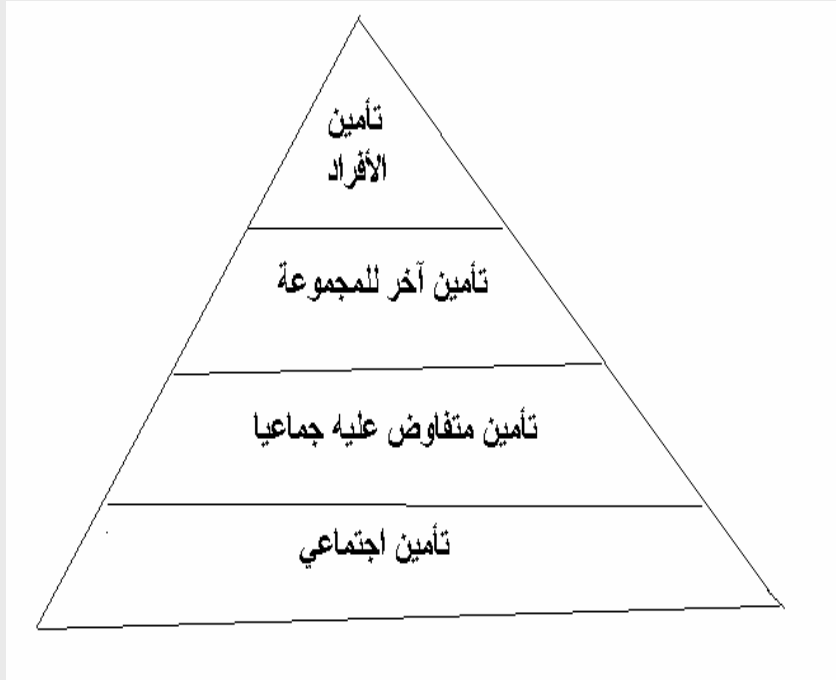 تأمين
الأفراد
تأمين آخر للمجموعة
تأمين متفاوض عليه جماعيا
تأمين اجتماعي